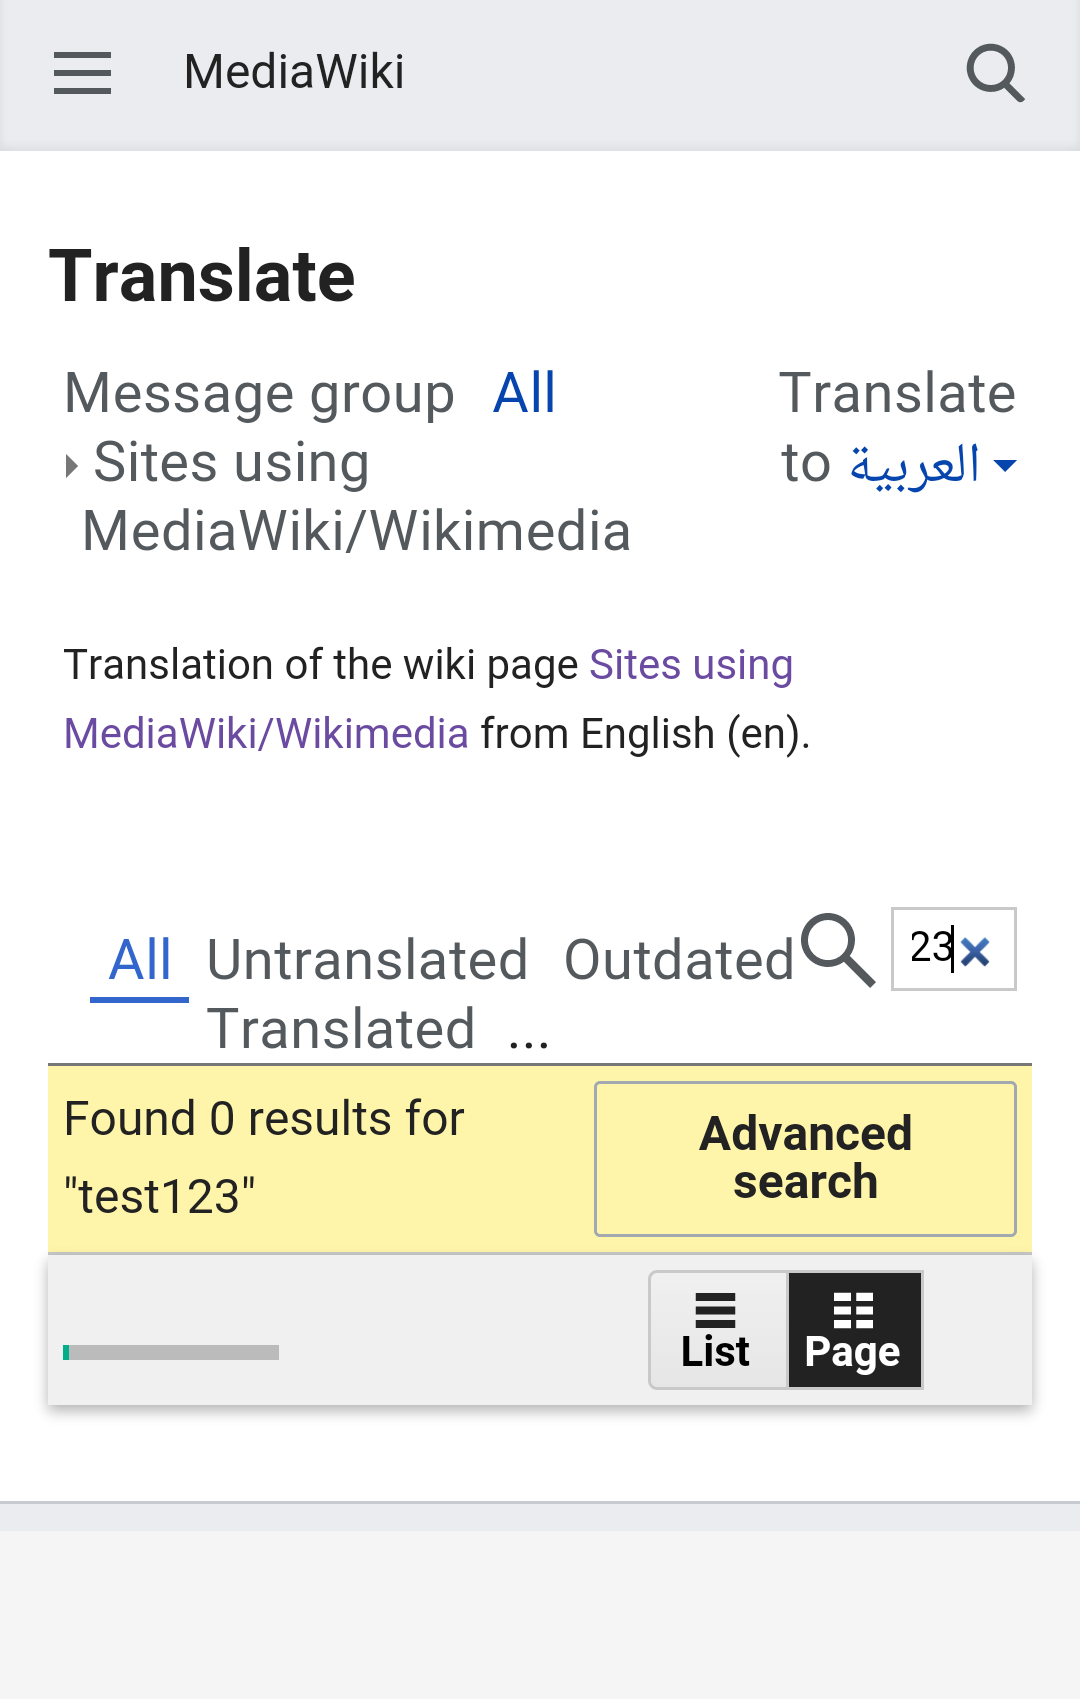 MediaWiki
Translate
Message group All
Sites using
MediaWiki/Wikimedia
Translate
to العربية
Translation of the wiki page Sites using
MediaWiki/Wikimedia from English (en).
All Untranslated Outdated
Translated ...
23
Found 0 results for
"test123"
Advanced
search
List
Page